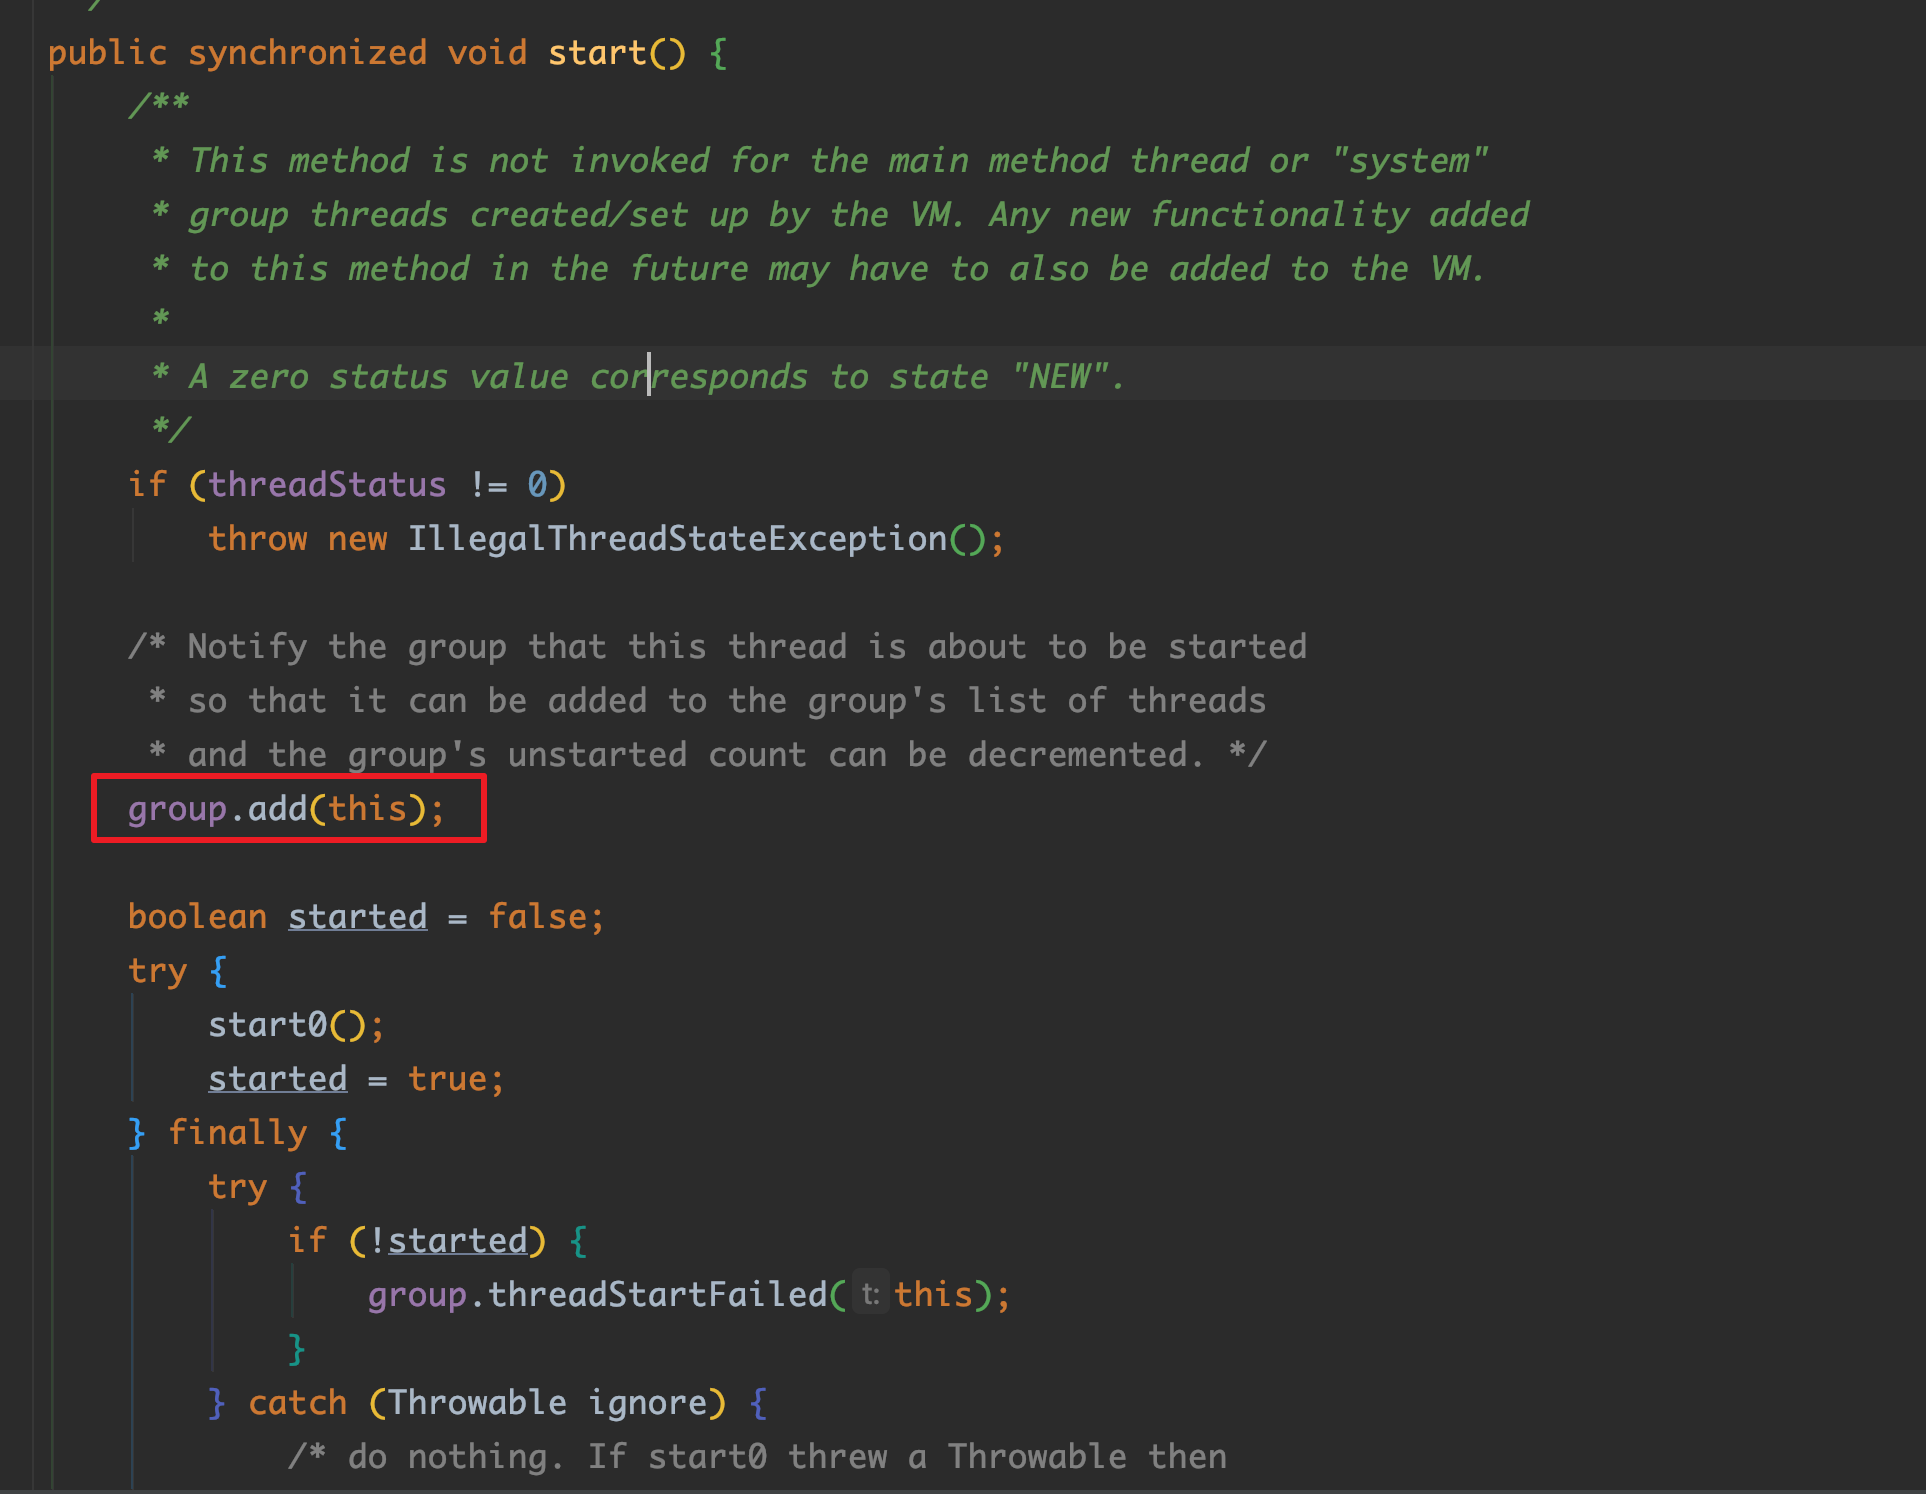 /
public synchronized void start() {
/**
* This method is not invoked for the main method thread or "system"
* group threads created/set up by the VM. Any new functionality added
* to this method in the future may have to also be added to the VM.
*
* A zero status value corresponds to state "NEW".
*/
if (threadStatus != 0)
throw new IllegalThreadStateException();
/* Notify the group that this thread is about to be started
* so that it can be added to the group's list of threads
* and the group's unstarted count can be decremented. */
group.add(this);
boolean started = false;
try {
start0();
started = true;
} finally {
try {
if (!started) {
group.threadStartFailed( t: this);
}
} catch (Throwable ignore) {
/* do nothing. If start0 threw a Throwable then